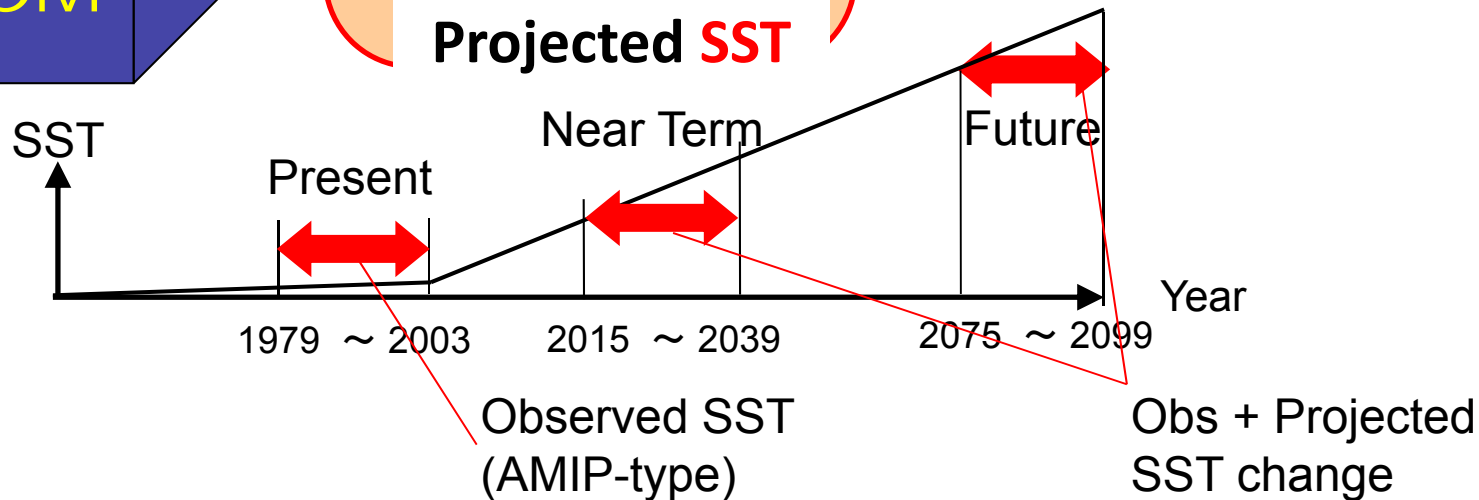 Projected SST
SST
Near Term
Future
Present
Year
1979 ～ 2003
2015 ～ 2039
2075 ～ 2099
Observed SST
(AMIP-type)
Obs + Projected
SST change